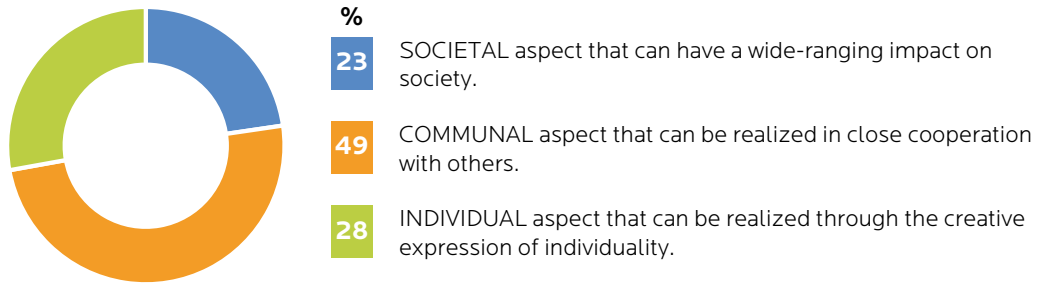 %
23
SOCIETAL aspect that can have a wide-ranging impact on
society.
49
COMMUNAL aspect that can be realized in close cooperation
with others.
28
INDIVIDUAL aspect that can be realized through the creative
expression of individuality.